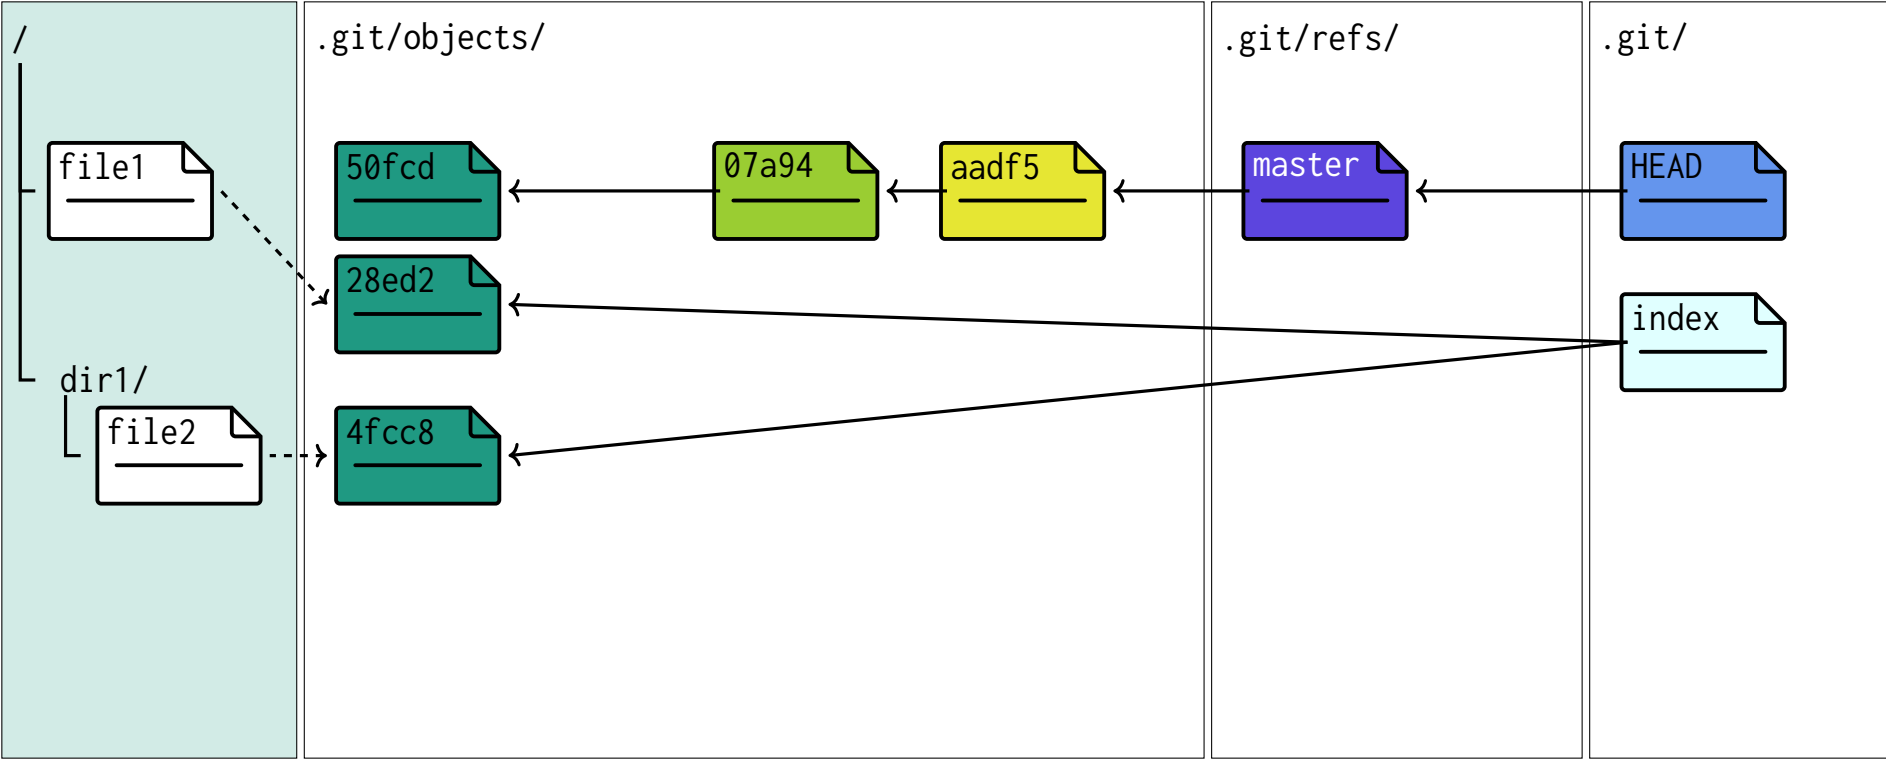 /
.git/objects/
.git/refs/
.git/
file1
50fcd
07a94
aadf5
master
HEAD
28ed2
index
dir1/
file2
4fcc8